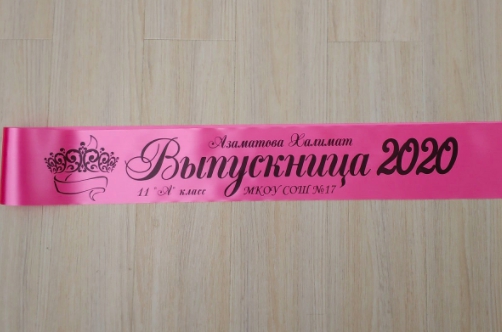 Азаматова Халимат
Выпускница 2020
11 "А" класс МКОУ СОШ №17